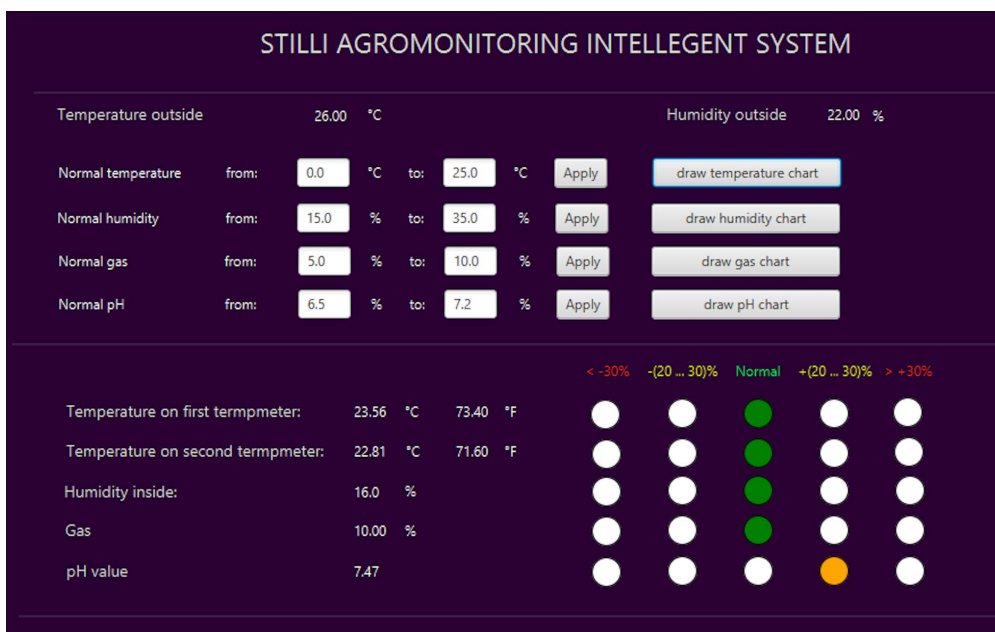 STILLI AGROMONITORING INTELLEGENT SYSTEM
Temperature outside 26.00 °C Humidity outside 22.00 %
Normal temperature from: 0.0 °C to: 25.0 °C Apply draw temperature chart
Normal humidity from: 15.0 % to: 35.0 % Apply draw humidity chart
Normal gas from: 5.0 % to: 10.0 % Apply draw gas chart
Normal pH from: 6.5 % to: 7.2 % Apply draw pH chart
< -30% -(20 ... 30)% Normal +(20 ... 30)% > +30%
Temperature on first termpmeter: 23.56 °C 73.40 °F
Temperature on second termpmeter: 22.81 °C 71.60 °F
Humidity inside: 16.0 %
Gas 10.00 %
pH value 7.47